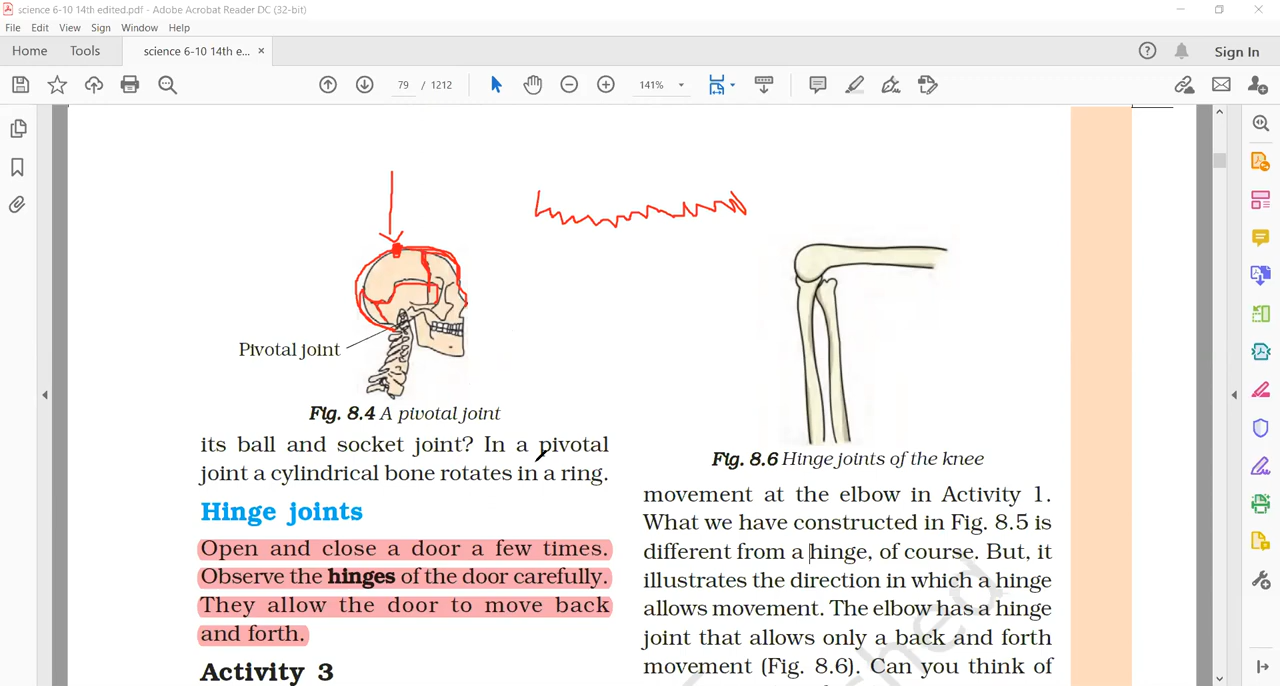 science 6-10 14th edited.pdf - Adobe Acrobat Reader DC (32-bit)
File Edit View Sign Window Help
Home Tools science 6-10 14th e... × Sign In
79 / 1212 141%
Pivotal joint
Fig. 8.4 A pivotal joint
its ball and socket joint? In a pivotal
joint a cylindrical bone rotates in a ring.
Hinge joints
Open and close a door a few times.
Observe the hinges of the door carefully.
They allow the door to move back
and forth.
Activity 3
Fig. 8.6 Hinge joints of the knee
movement at the elbow in Activity 1.
What we have constructed in Fig. 8.5 is
different from a hinge, of course. But, it
illustrates the direction in which a hinge
allows movement. The elbow has a hinge
joint that allows only a back and forth
movement (Fig. 8.6). Can you think of